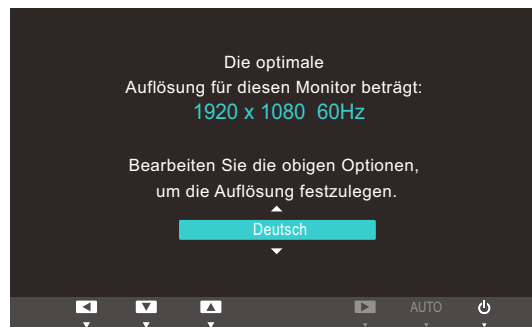 Die optimale
Auflösung für diesen Monitor beträgt:
1920 x 1080 60Hz
Bearbeiten Sie die obigen Optionen,
um die Auflösung festzulegen.
Deutsch
AUTO